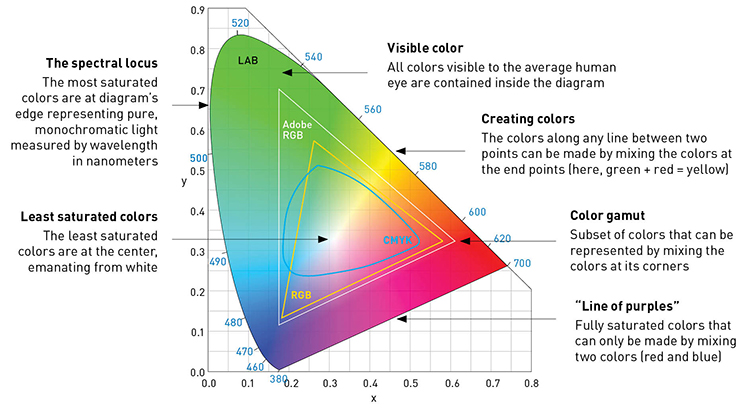 The spectral locus
The most saturated
colors are at diagram's
edge representing pure,
monochromatic light
measured by wavelength
in nanometers
Least saturated colors
The least saturated
colors are at the center,
emanating from white
Visible color
All colors visible to the average human
eye are contained inside the diagram
Creating colors
The colors along any line between two
points can be made by mixing the colors at
the end points (here, green + red = yellow)
Color gamut
Subset of colors that can be
represented by mixing the
colors at its corners
“Line of purples”
Fully saturated colors that
can only be made by mixing
two colors (red and blue)
LAB
Adobe
RGB
CMYK
RGB
520
540
560
580
600
620
700
500
490
480
470
460
380
y
0.9
0.8
0.7
0.6
0.5
0.4
0.3
0.2
0.1
0.0
0.0 0.1 0.2 0.3 0.4 0.5 0.6 0.7 0.8
x